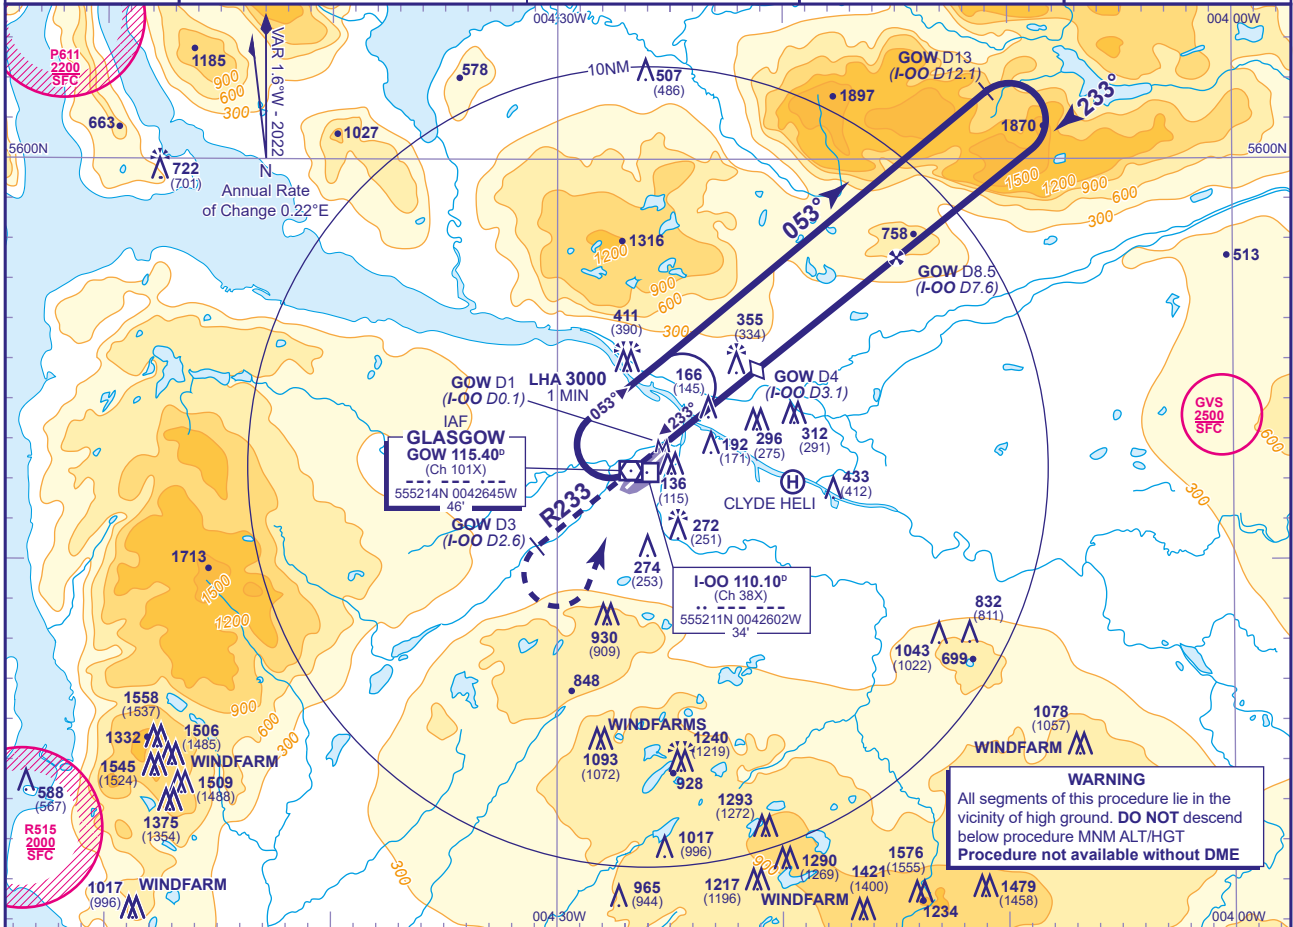 004 30W
004 00W
P611
2200
SFC
1185
900
600
300
VAR 1.6°W - 2022
N
Annual Rate
of Change 0.22°E
578
10NM
507
(486)
GOW D13
(I-OO D12.1)
1897
1870
233°
663
1027
5600N
5600N
722
(701)
1500
1200
900
600
300
053°
758
1316
1200
900
600
300
513
GOW D8.5
(I-OO D7.6)
411
(390)
355
(334)
GOW D1
(I-OO D0.1)
LHA 3000
1 MIN
166
(145)
GOW D4
(I-OO D3.1)
053°
233°
GVS
2500
SFC
600
IAF
GLASGOW
GOW 115.40D
(Ch 101X)
555214N 0042645W
46'
192
(171)
296
(275)
312
(291)
136
(115)
H
CLYDE HELI
433
(412)
300
R233
GOW D3
(I-OO D2.6)
272
(251)
274
(253)
I-OO 110.10D
(Ch 38X)
555211N 0042602W
34'
1713
1500
1200
900
600
300
930
(909)
832
(811)
1043
(1022)
699
848
1558
(1537)
1332
1506
(1485)
WINDFARM
1545
(1524)
1509
(1488)
1375
(1354)
WINDFARMS
1240
(1219)
1093
(1072)
928
1078
(1057)
WINDFARM
588
(567)
R515
2000
SFC
WARNING
All segments of this procedure lie in the
vicinity of high ground. DO NOT descend
below procedure MNM ALT/HGT
Procedure not available without DME
1293
(1272)
1017
(996)
900
1290
(1269)
1576
(1555)
1421
(1400)
1217
(1196)
WINDFARM
1479
(1458)
1234
300
965
(944)
1017
(996)
WINDFARM
004 30W
004 00W